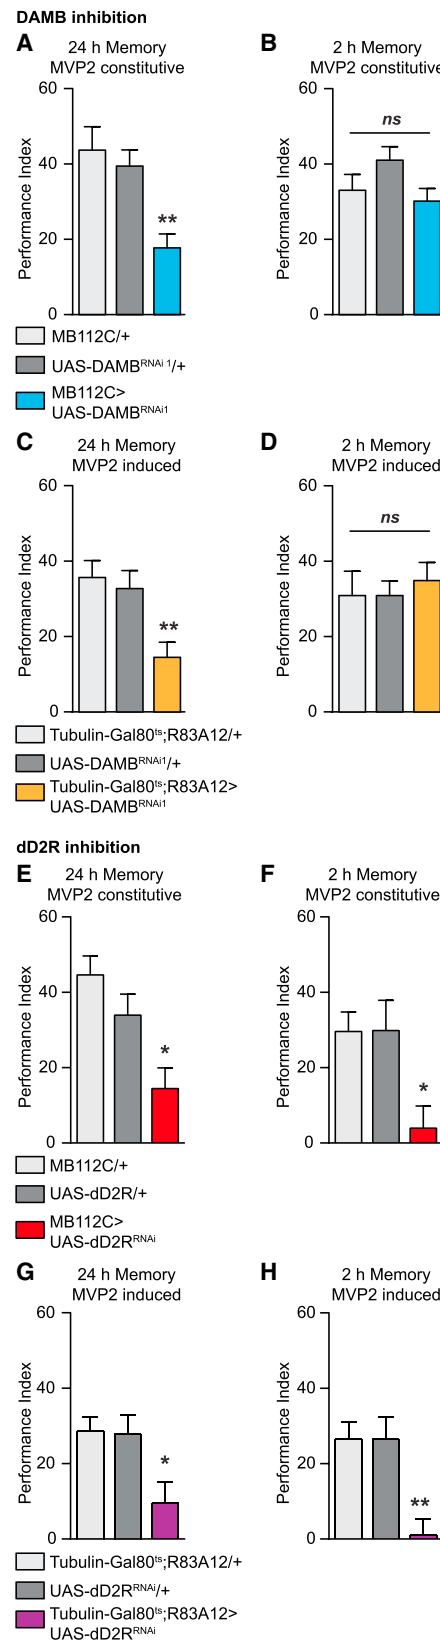 DAMB inhibition
A
24 h Memory
MVP2 constitutive
Performance Index
60
40
20
0
**
B
2 h Memory
MVP2 constitutive
Performance Index
60
40
20
0
ns
MB112C/+
UAS-DAMBRNAi 1/+
MB112C>
UAS-DAMBRNAi1
C
24 h Memory
MVP2 induced
Performance Index
60
40
20
0
**
D
2 h Memory
MVP2 induced
Performance Index
60
40
20
0
ns
Tubulin-Gal80ts;R83A12/+
UAS-DAMBRNAi1/+
Tubulin-Gal80ts;R83A12>
UAS-DAMBRNAi1
dD2R inhibition
E
24 h Memory
MVP2 constitutive
Performance Index
60
40
20
0
*
F
2 h Memory
MVP2 constitutive
Performance Index
60
40
20
0
*
MB112C/+
UAS-dD2R/+
MB112C>
UAS-dD2RRNAi
G
24 h Memory
MVP2 induced
Performance Index
60
40
20
0
*
H
2 h Memory
MVP2 induced
Performance Index
60
40
20
0
**
Tubulin-Gal80ts;R83A12/+
UAS-dD2RRNAi/+
Tubulin-Gal80ts;R83A12>
UAS-dD2RRNAi